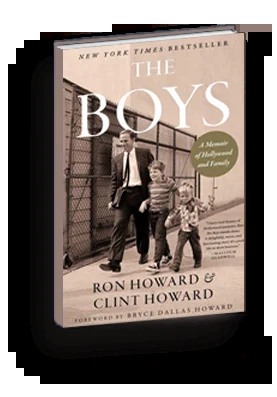 NEW YORK TIMES BESTSELLER
THE
BOYS
A Memoir
of Hollywood
and Family
RON HOWARD &
CLINT HOWARD
FOREWORD BY BRYCE DALLAS HOWARD